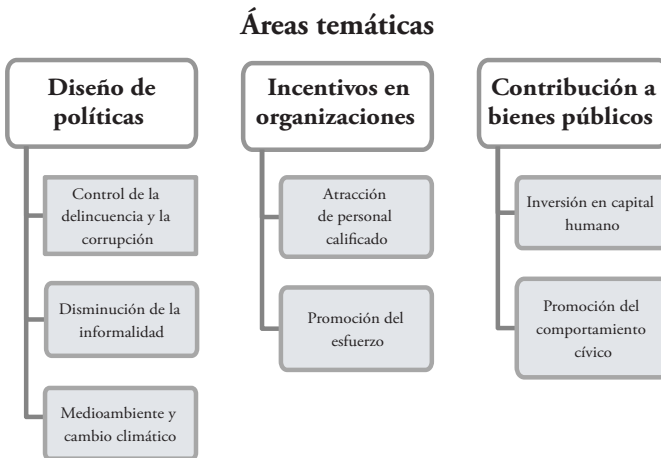 Áreas temáticas
Diseño de
políticas
Control de la
delincuencia y la
corrupción
Disminución de la
informalidad
Medioambiente y
cambio climático
Incentivos en
organizaciones
Atracción
de personal
calificado
Promoción del
esfuerzo
Contribución a
bienes públicos
Inversión en capital
humano
Promoción del
comportamiento
cívico